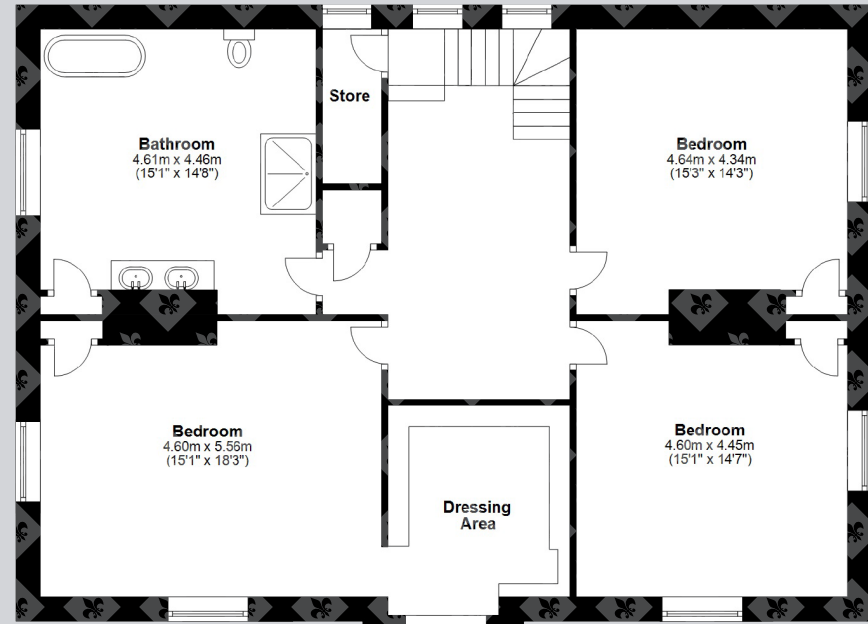 Store
Bathroom
4.61m x 4.46m
(15'1" x 14'8")
Bedroom
4.64m x 4.34m
(15'3" x 14'3")
Bedroom
4.60m x 5.56m
(15'1" x 18'3")
Bedroom
4.60m x 4.45m
(15'1" x 14'7")
Dressing
Area